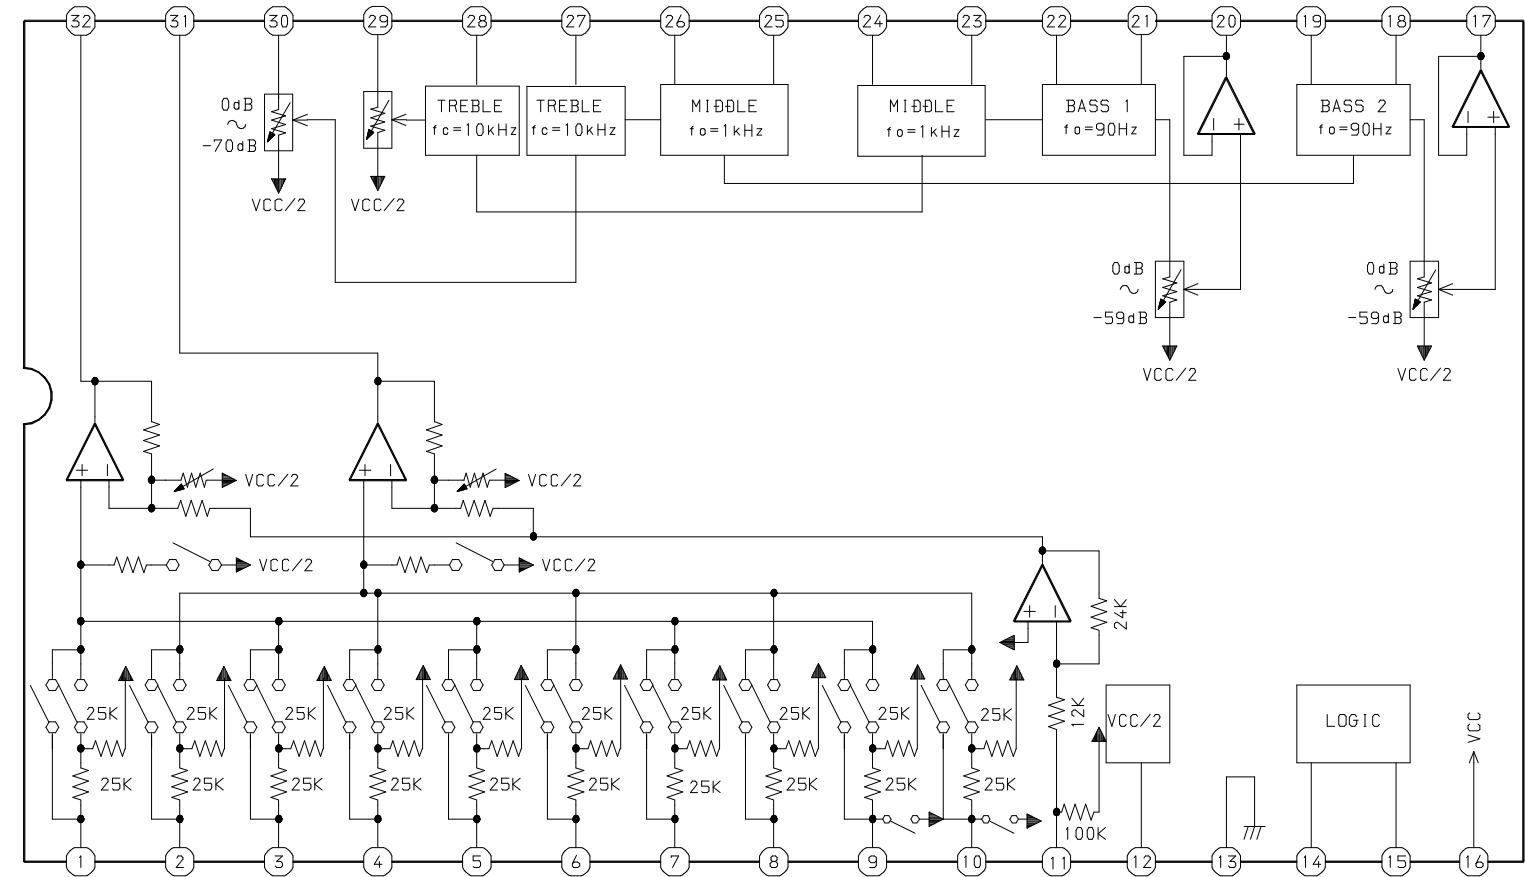 32 31 30 29 28 27 26 25 24 23 22 21 20 19 18 17
0dB
~
-70dB
TREBLE
fc=10kHz
TREBLE
fc=10kHz
MIDDLE
fo=1kHz
MIDDLE
fo=1kHz
BASS 1
fo=90Hz
- +
BASS 2
fo=90Hz
- +
VCC/2
VCC/2
0dB
~
-59dB
0dB
~
-59dB
VCC/2
VCC/2
+ -
VCC/2
+ -
VCC/2
VCC/2
VCC/2
+ -
24K
25K 25K 25K 25K 25K 25K 25K 25K 25K 25K
12K
VCC/2
LOGIC
VCC
25K 25K 25K 25K 25K 25K 25K 25K 25K 25K
100K
1 2 3 4 5 6 7 8 9 10 11 12 13 14 15 16